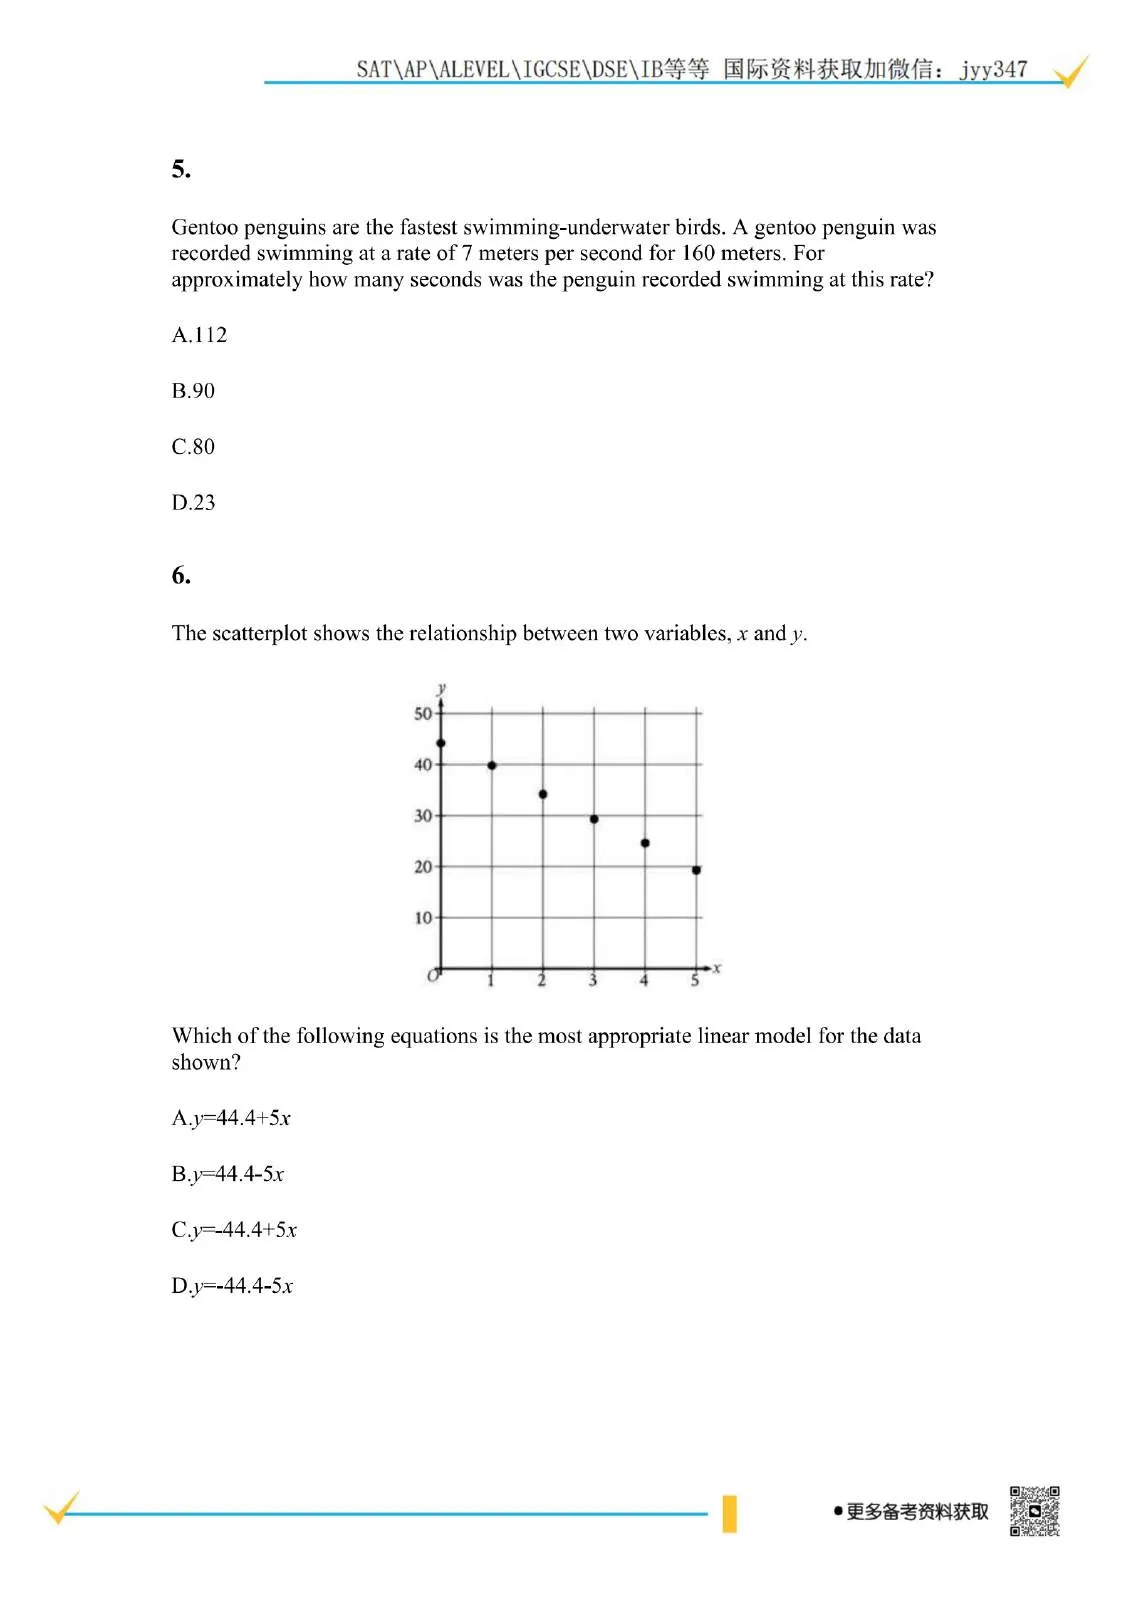 SAT\AP\ALEVEL\IGCSE\DSE\IB等等 国际资料获取加微信：jyy347
5.
Gentoo penguins are the fastest swimming-underwater birds. A gentoo penguin was
recorded swimming at a rate of 7 meters per second for 160 meters. For
approximately how many seconds was the penguin recorded swimming at this rate?
A.112
B.90
C.80
D.23
6.
The scatterplot shows the relationship between two variables, x and y.
y
50
40
30
20
10
O
1 2 3 4 5 x
Which of the following equations is the most appropriate linear model for the data
shown?
A.y=44.4+5x
B.y=44.4-5x
C.y=-44.4+5x
D.y=-44.4-5x
•更多备考资料获取